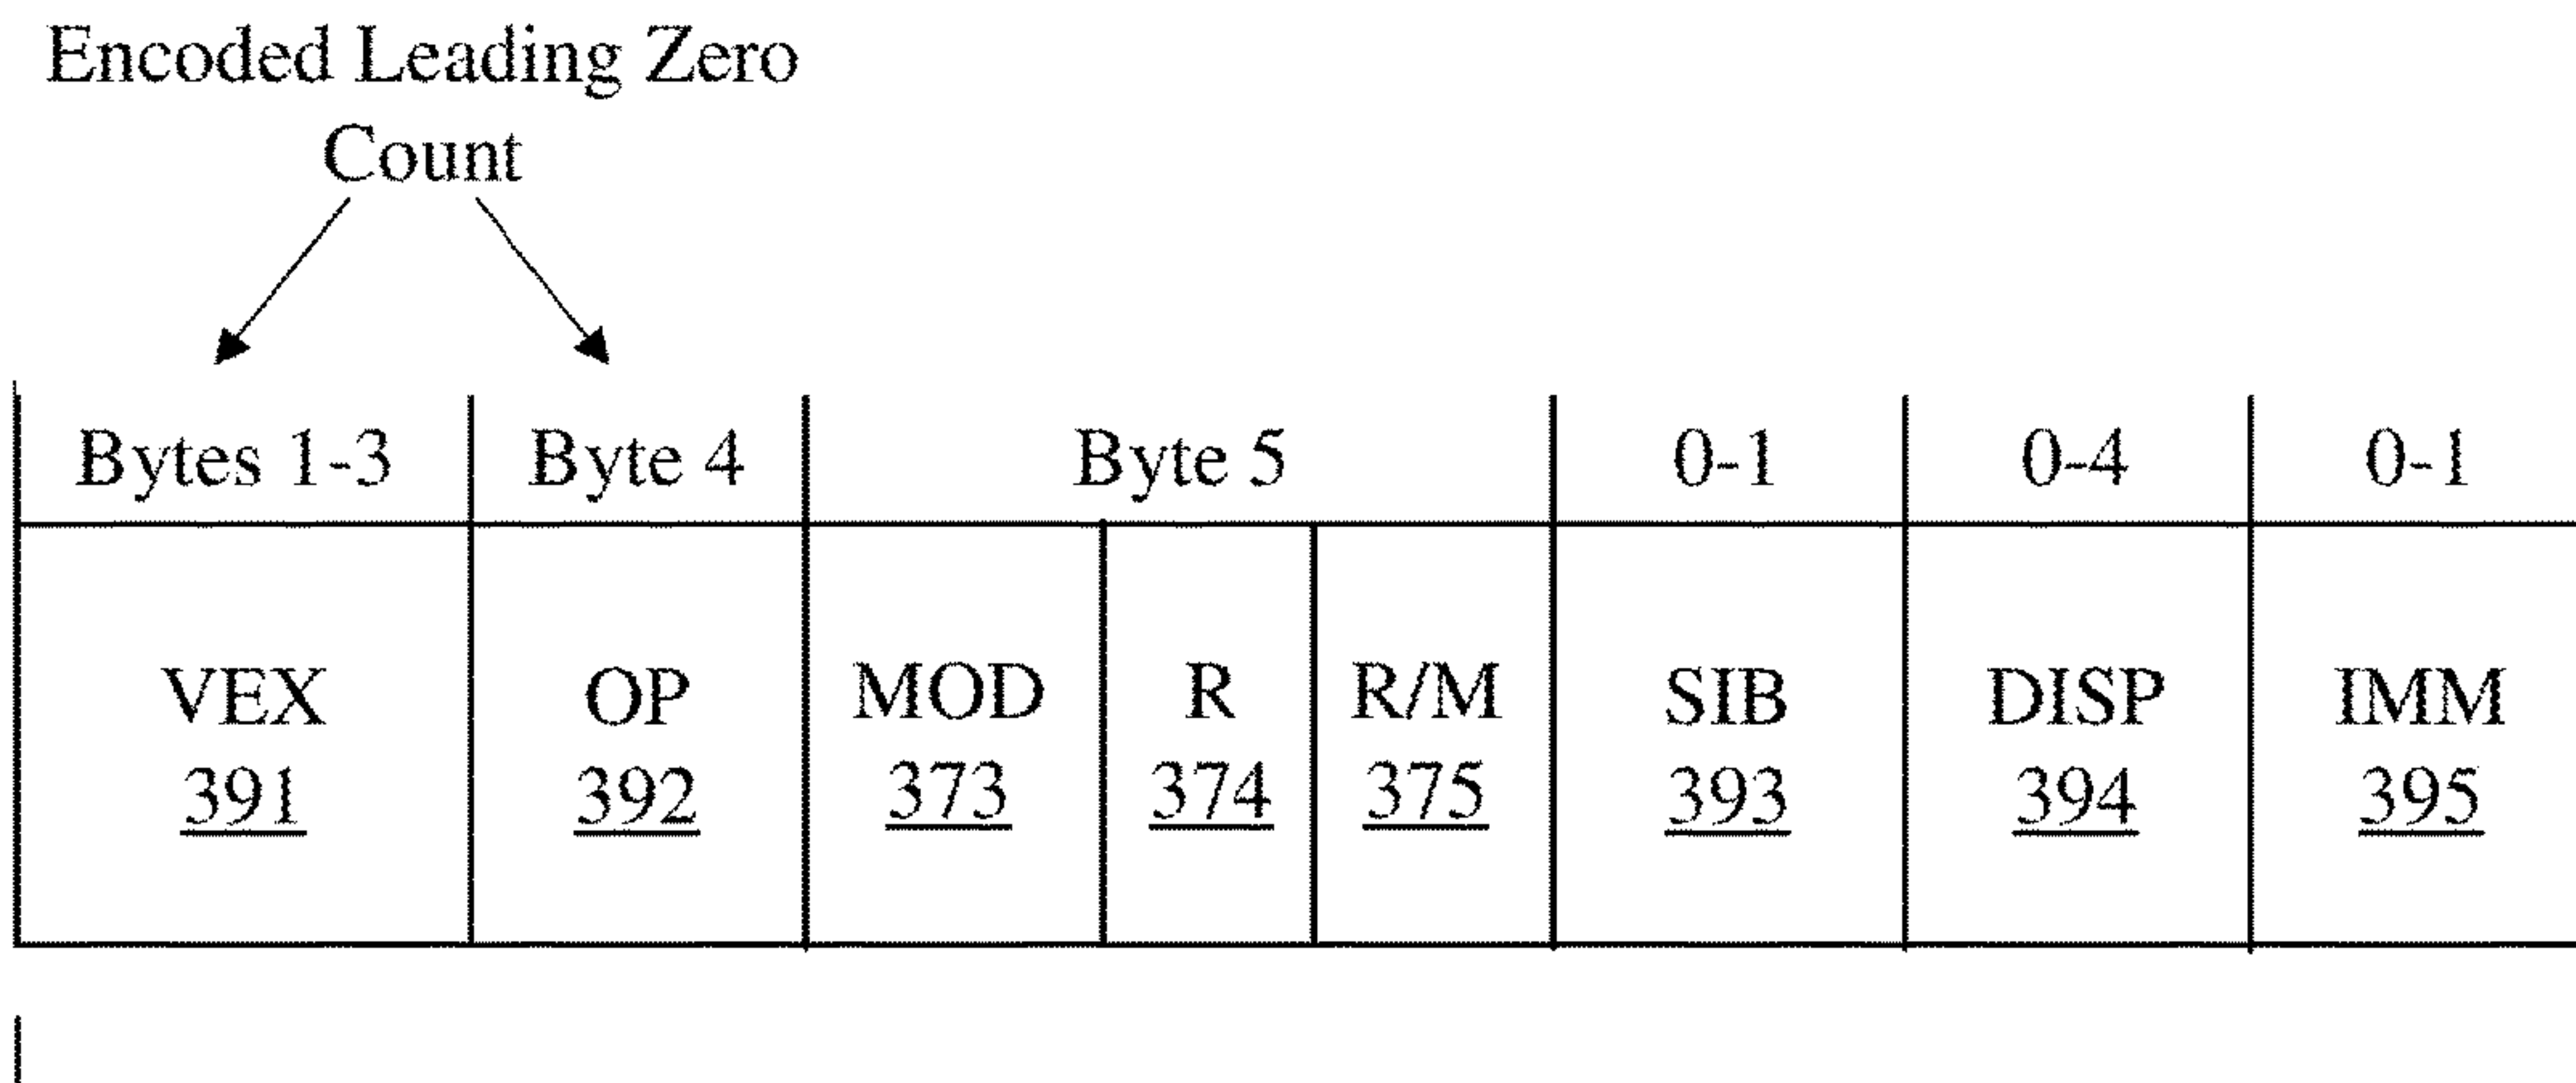 Encoded Leading Zero
Count
Bytes 1-3 Byte 4 Byte 5 0-1 0-4 0-1
VEX OP MOD R R/M SIB DISP IMM
391 392 373 374 375 393 394 395